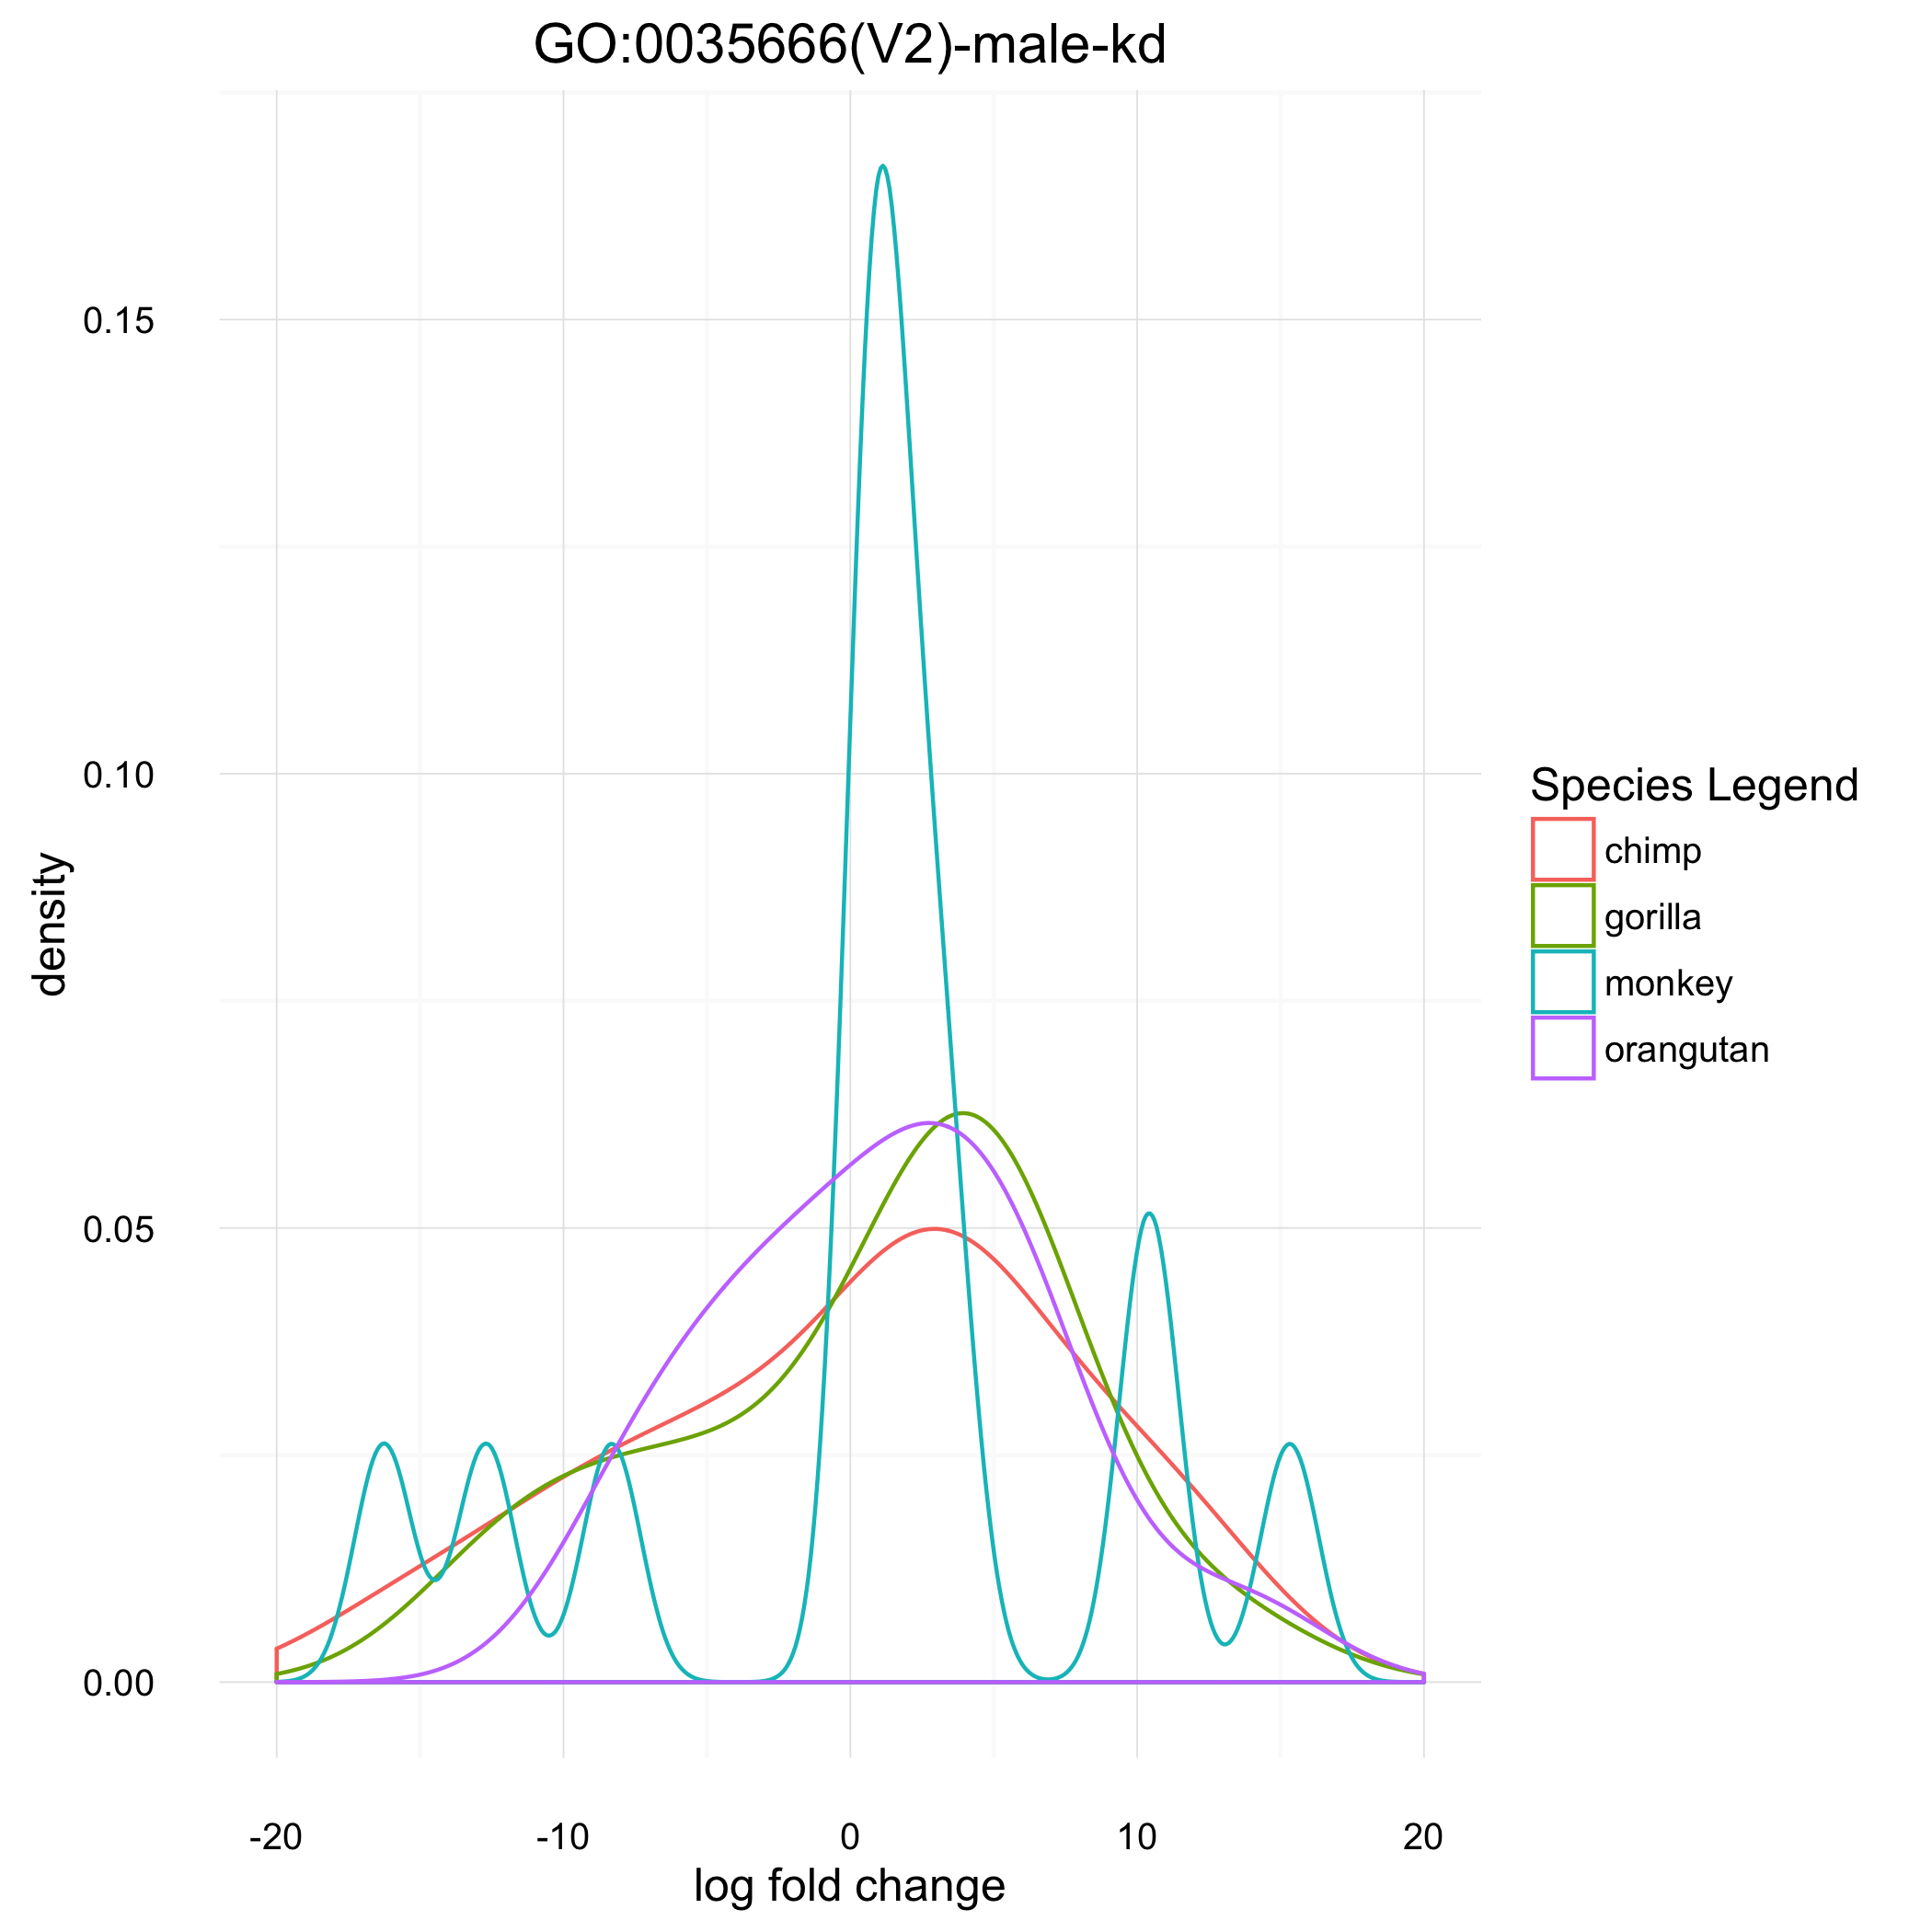 GO:0035666(V2)-male-kd
0.15
0.10
0.05
0.00
density
-20
-10
0
10
20
log fold change
Species Legend
chimp
gorilla
monkey
orangutan